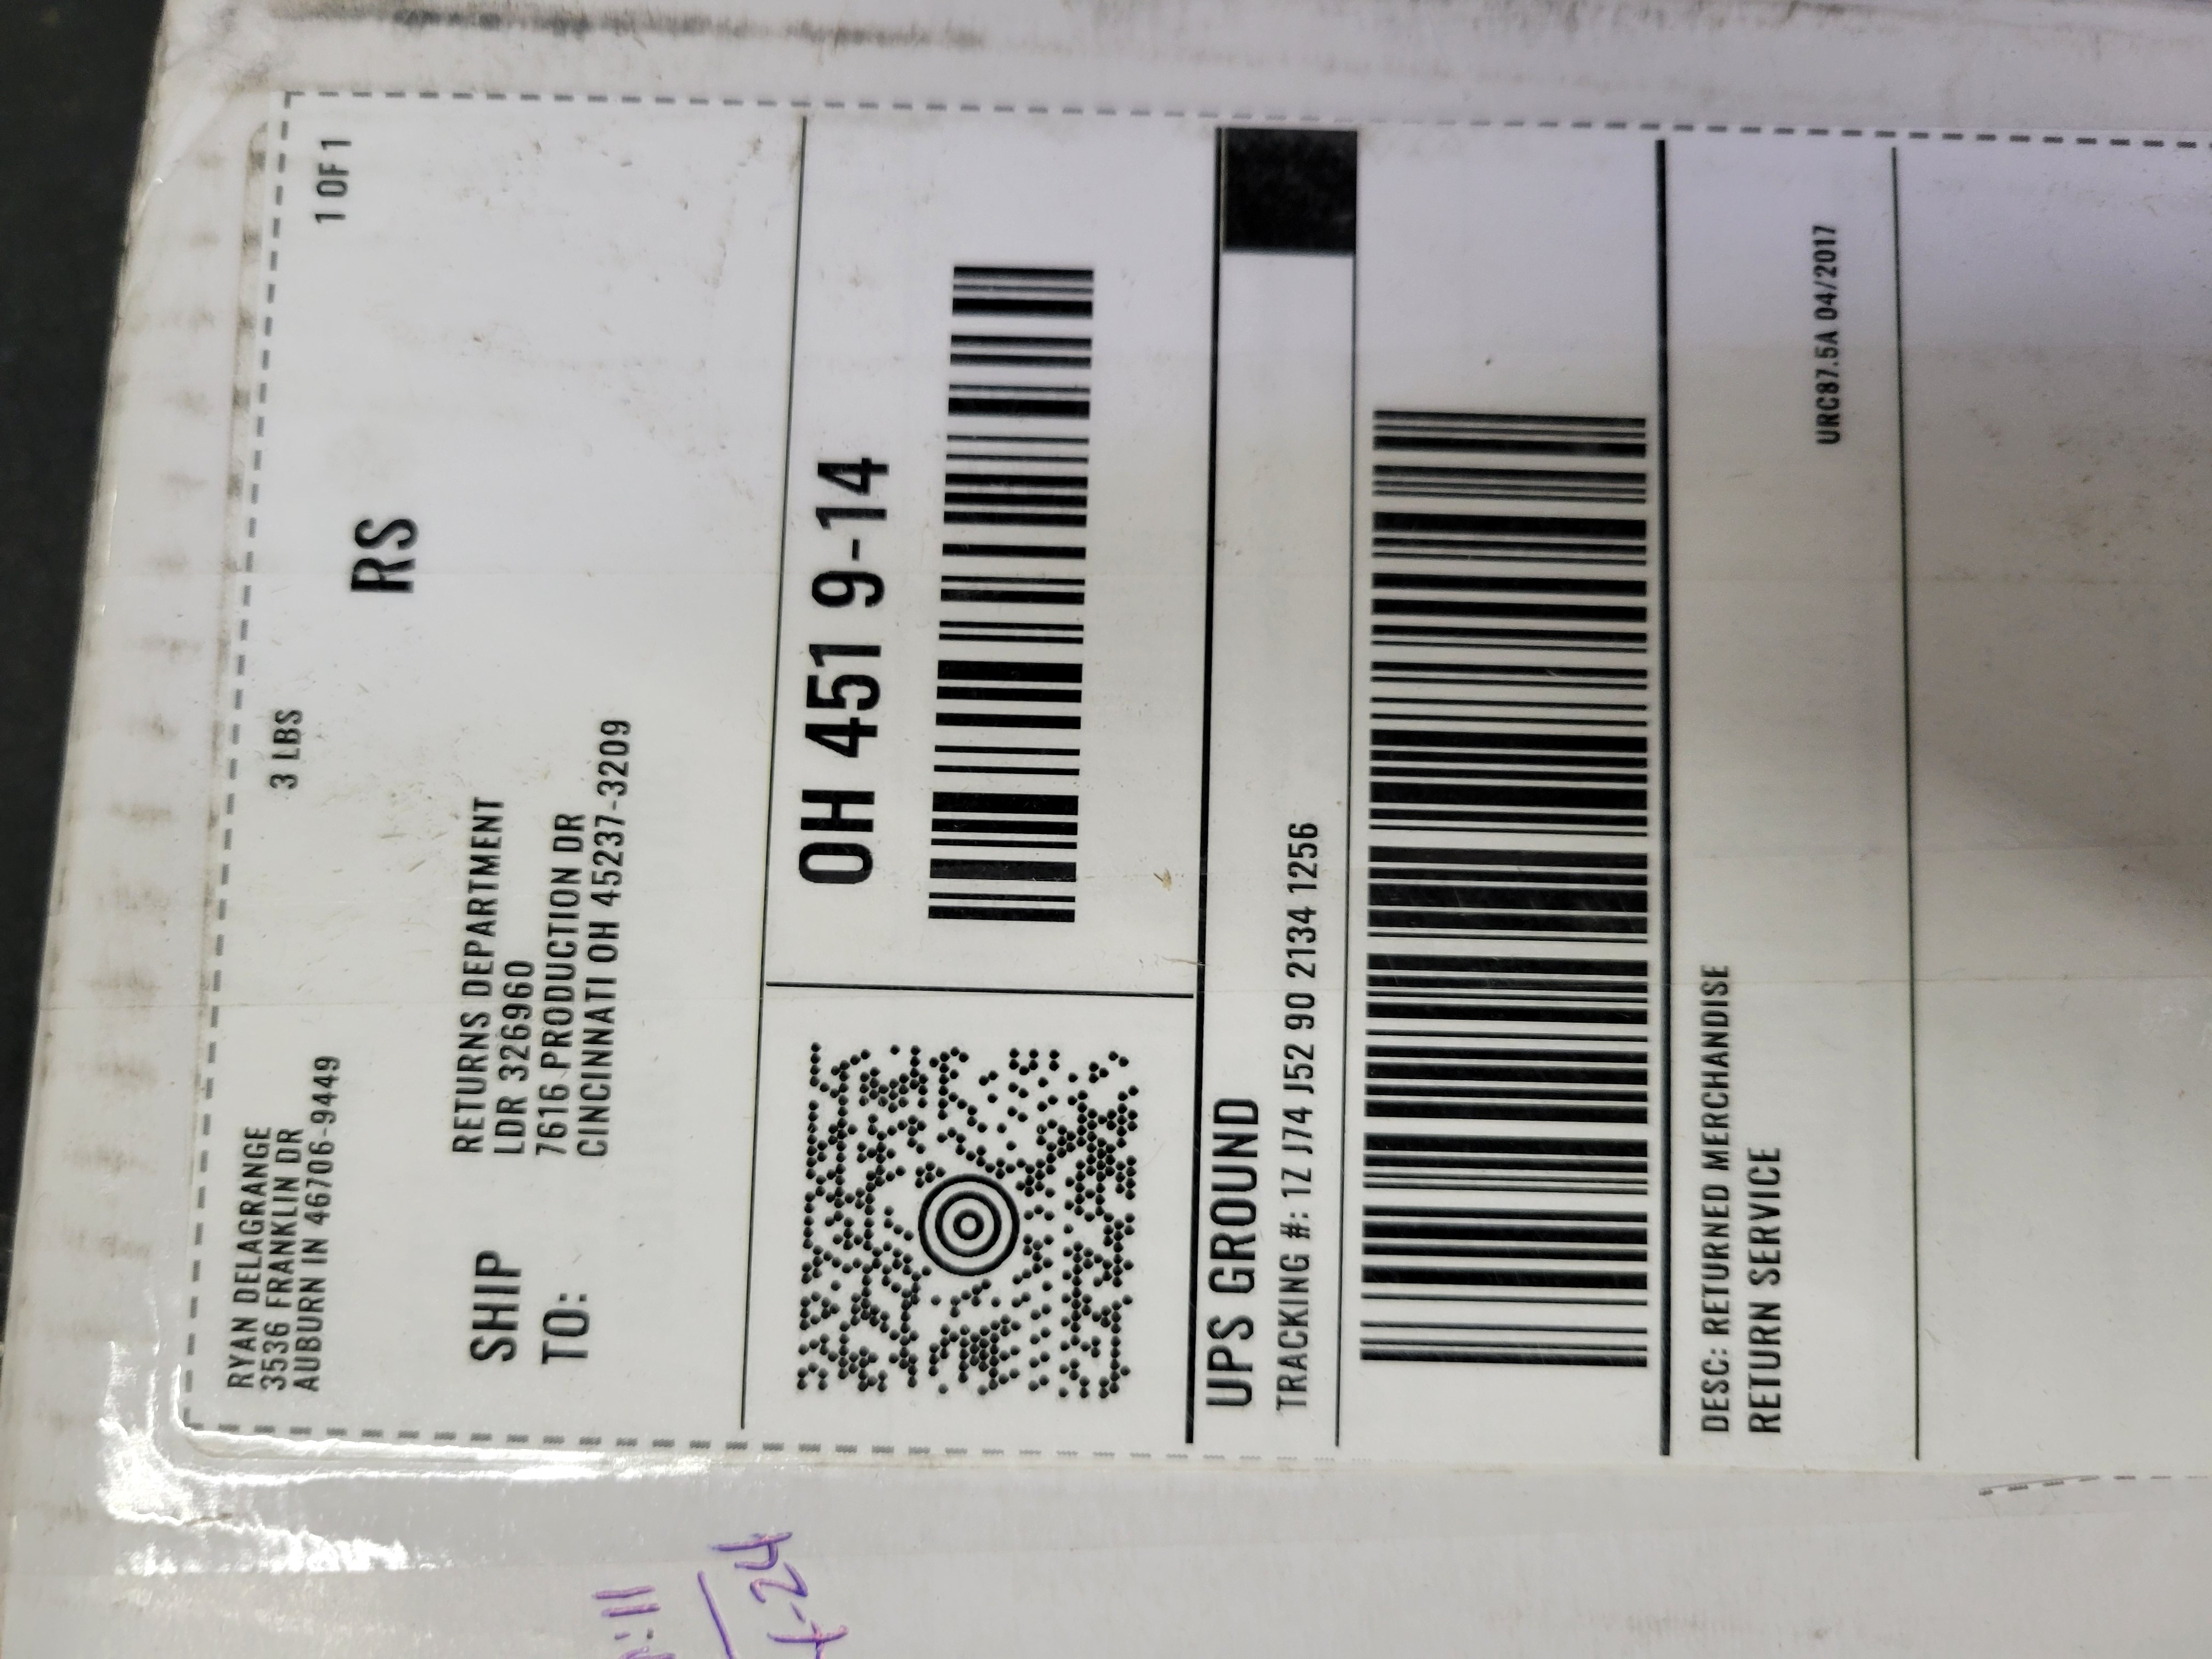 RYAN DELAGRANGE
3536 FRANKLIN DR
AUBURN IN 46706-9449
3 LBS
1 OF 1
RS
SHIP
TO:
RETURNS DEPARTMENT
LDR 326960
7616 PRODUCTION DR
CINCINNATI OH 45237-3209
OH 451 9-14
UPS GROUND
TRACKING #: 1Z J74 J52 90 2134 1256
DESC: RETURNED MERCHANDISE
RETURN SERVICE
URC87.5A 04/2017